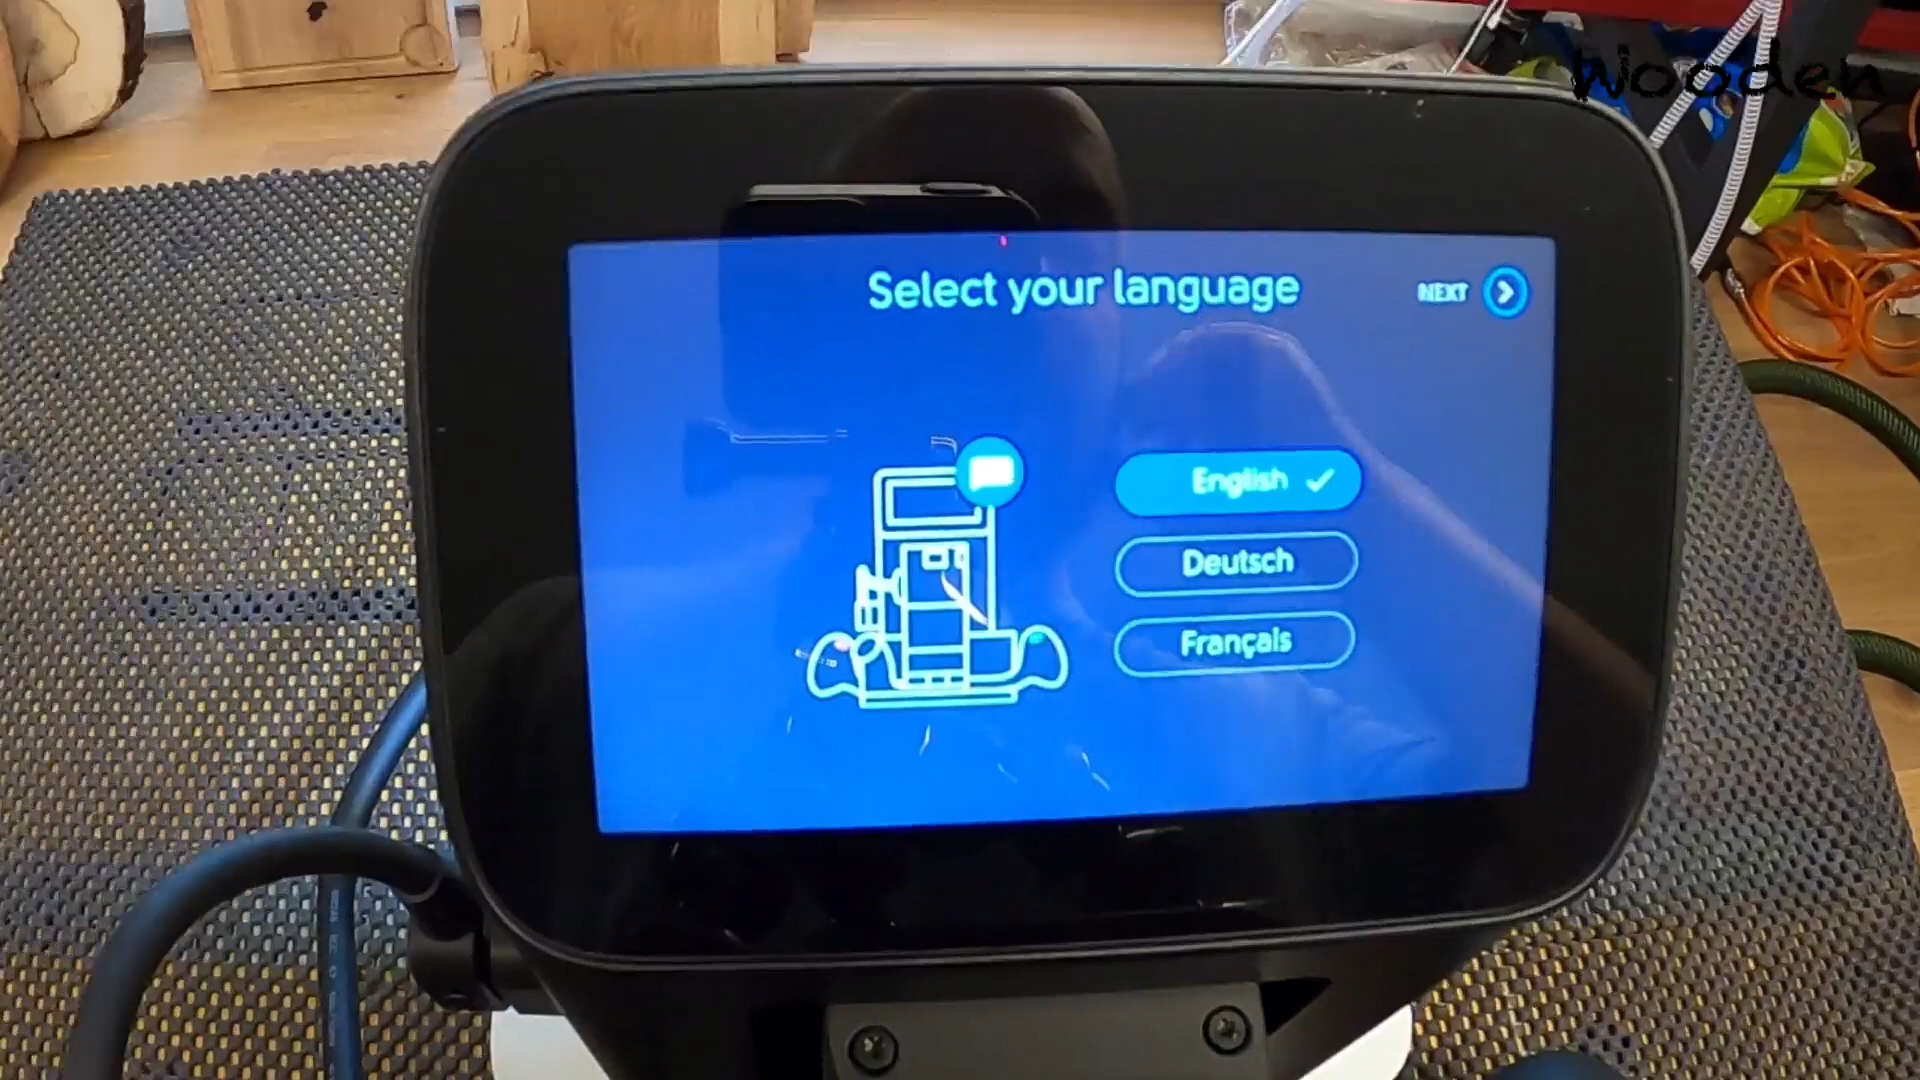 Wooden
Select your language
NEXT
English
Deutsch
Français